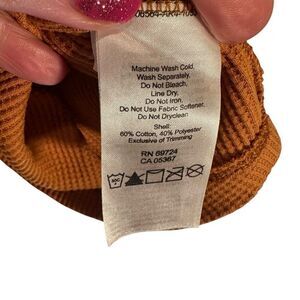 Machine Wash Cold,
Wash Separately.
Do Not Bleach,
Line Dry,
Do Not Iron
Do Not Use Fabric Softener,
Do Not Dryclean
Shell:
60% Cotton, 40% Polyester
Exclusive of Trimming
RN 69724
CA 05367
30C